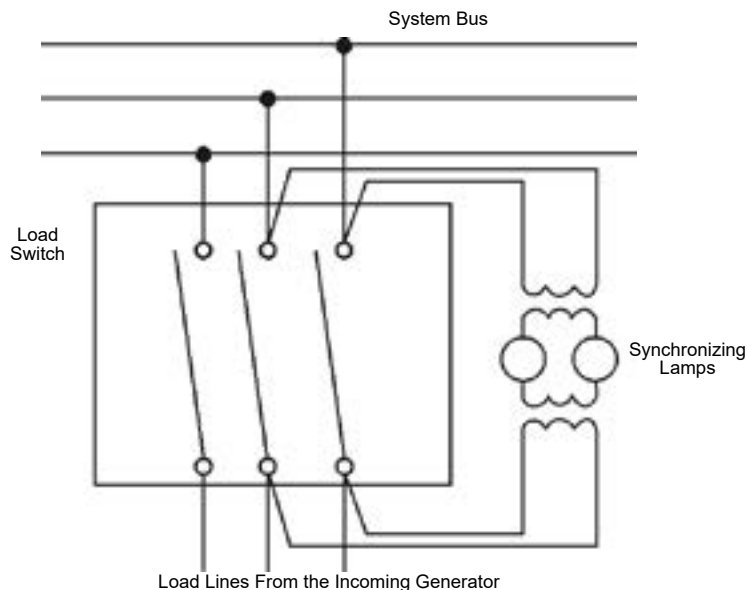 System Bus
Load
Switch
Synchronizing
Lamps
Load Lines From the Incoming Generator